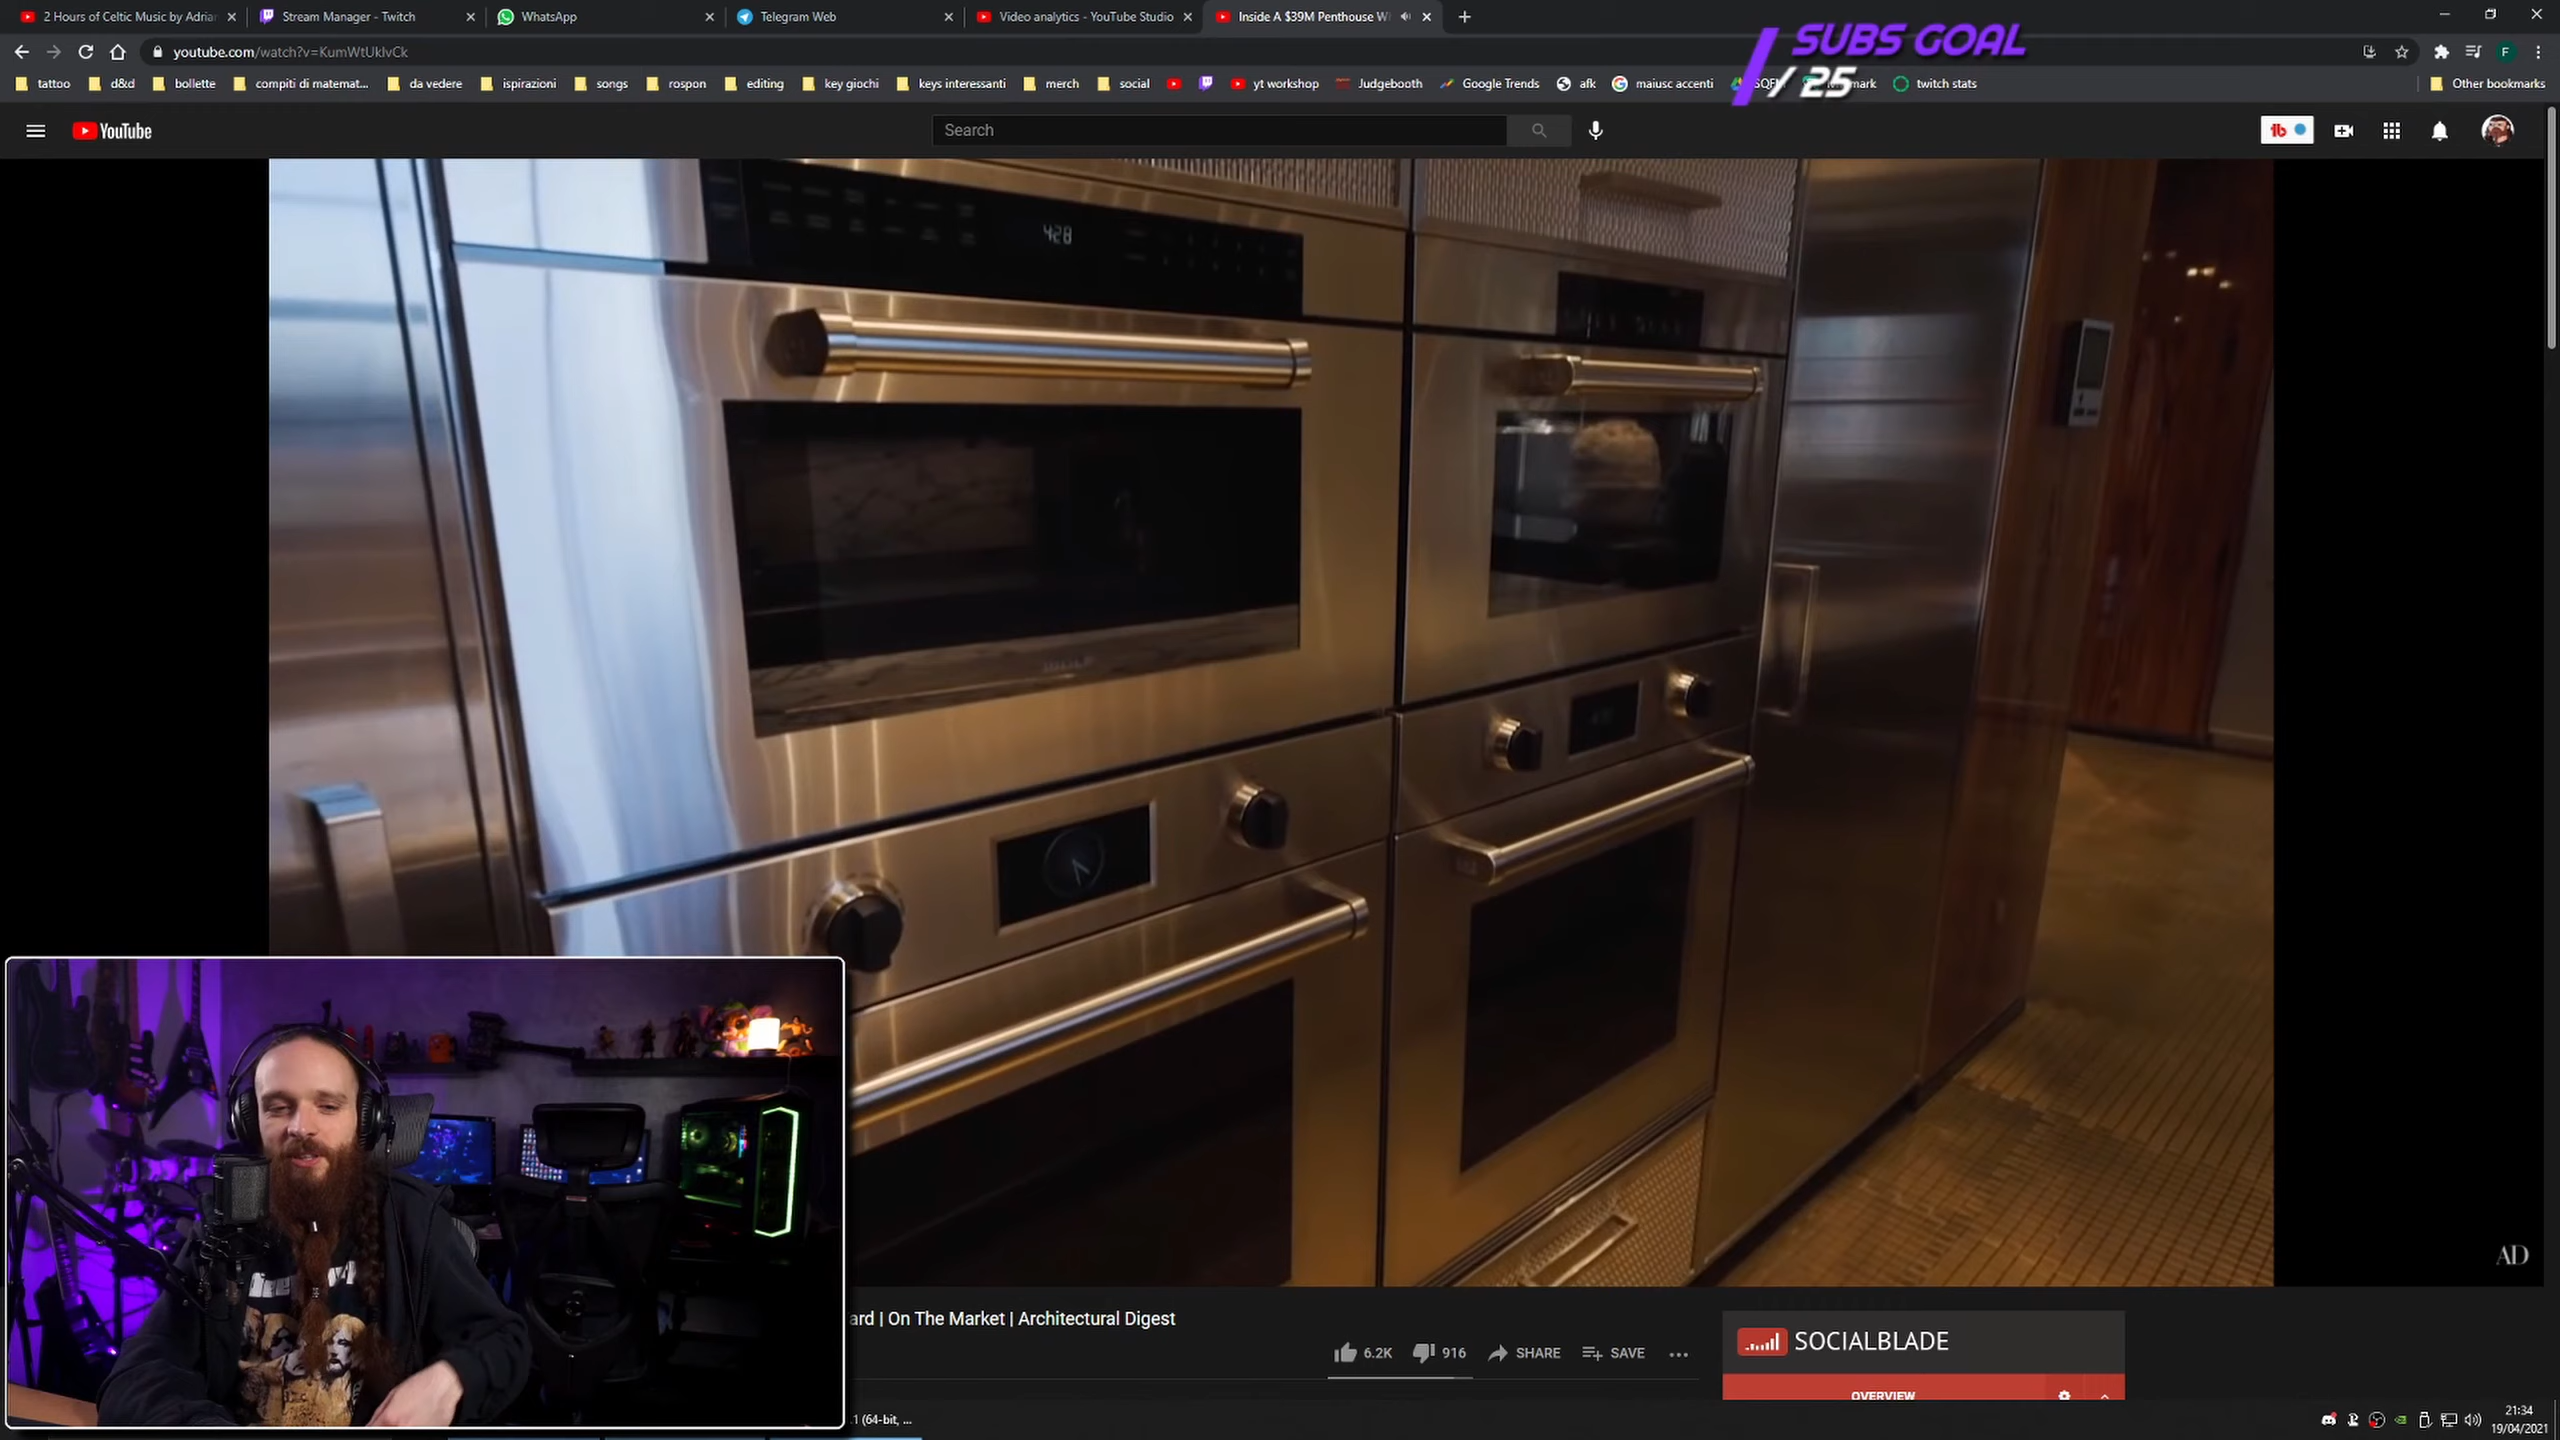 2 Hours of Celtic Music by Adrian
Stream Manager - Twitch
WhatsApp
Telegram Web
Video analytics - YouTube Studio
Inside A $39M Penthouse W
SUBS GOAL
/ 25
youtube.com/watch?v=KumWtUklvCk
F
tattoo
d&d
bollette
compiti di matemat...
da vedere
ispirazioni
songs
rospon
editing
key giochi
keys interessanti
merch
social
yt workshop
Judgebooth
Google Trends
afk
maiusc accenti
twitch stats
Other bookmarks
YouTube
Search
tb
428
AD
ard | On The Market | Architectural Digest
6.2K
916
SHARE
SAVE
SOCIALBLADE
OVERVIEW
.1 (64-bit, ...
21:34
19/04/2021